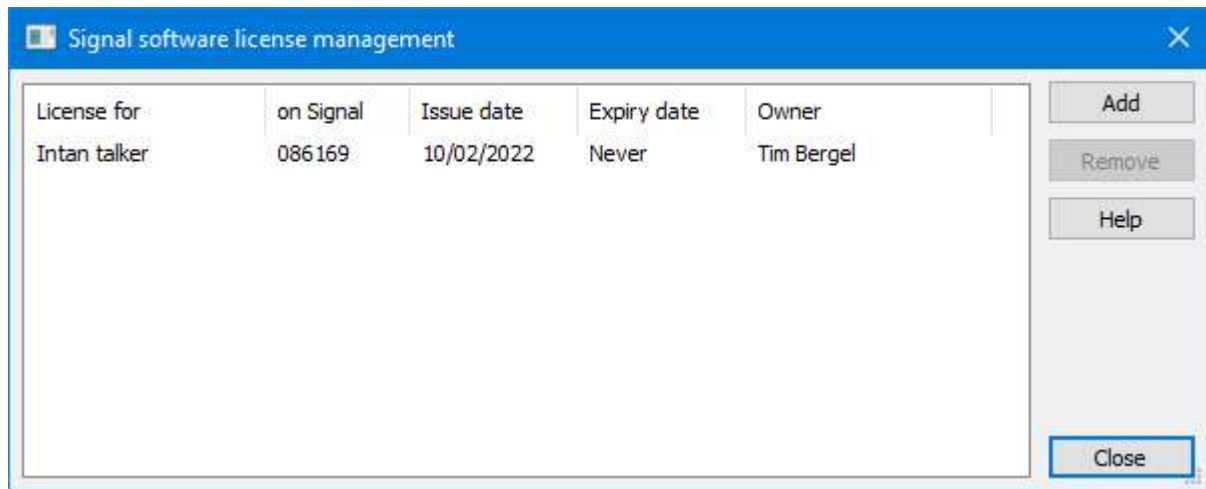 Signal software license management
License for on Signal Issue date Expiry date Owner
Intan talker 086169 10/02/2022 Never Tim Bergel
Add
Remove
Help
Close